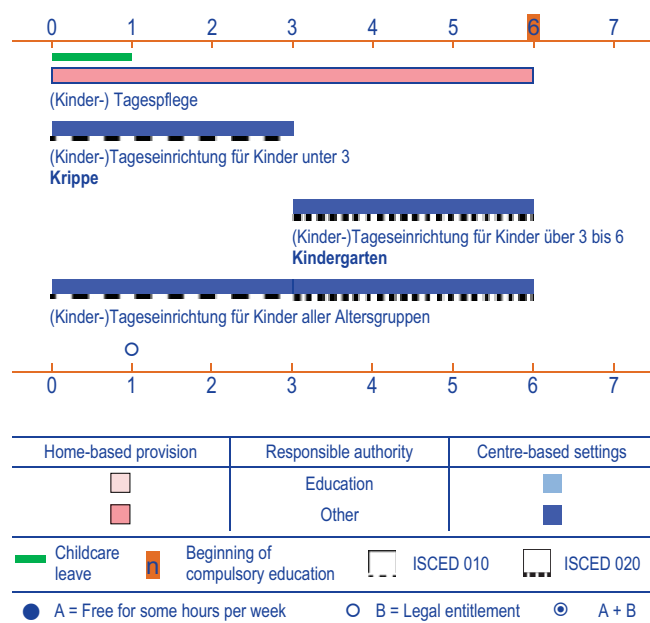 0 1 2 3 4 5 6 7
(Kinder-) Tagespflege
(Kinder-)Tageseinrichtung für Kinder unter 3
Krippe
(Kinder-)Tageseinrichtung für Kinder über 3 bis 6
Kindergarten
(Kinder-)Tageseinrichtung für Kinder aller Altersgruppen
0 1 2 3 4 5 6 7
Home-based provision Responsible authority Centre-based settings
Education
Other
Childcare leave n Beginning of compulsory education ISCED 010 ISCED 020
A = Free for some hours per week B = Legal entitlement A + B